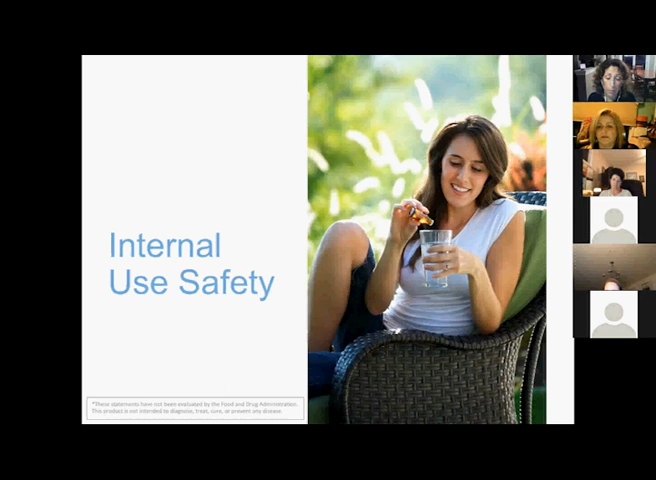 Internal
Use Safety
*These statements have not been evaluated by the Food and Drug Administration.
This product is not intended to diagnose, treat, cure, or prevent any disease.